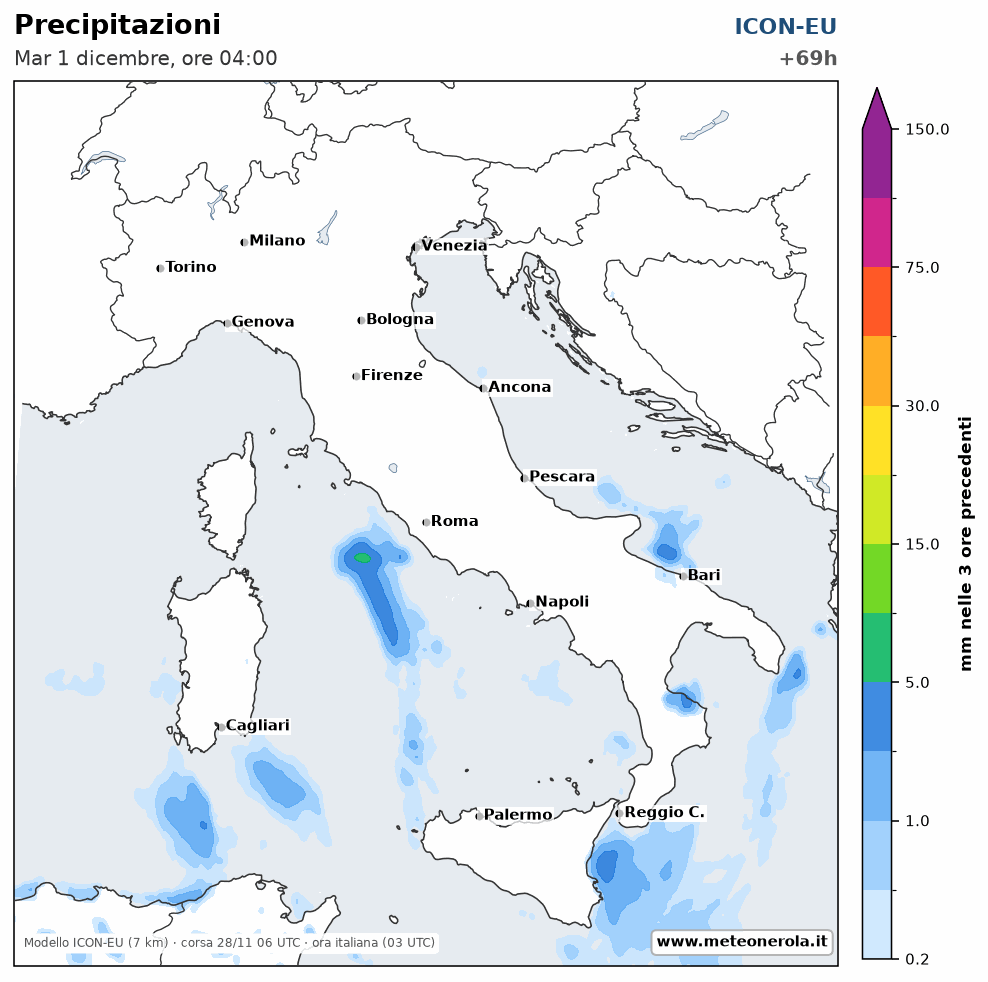 Precipitazioni
ICON-EU
Mar 1 dicembre, ore 04:00
+69h
150.0
75.0
30.0
15.0
5.0
1.0
0.2
mm nelle 3 ore precedenti
Milano
Venezia
Torino
Genova
Bologna
Firenze
Ancona
Pescara
Roma
Bari
Napoli
Cagliari
Palermo
Reggio C.
Modello ICON-EU (7 km) · corsa 28/11 06 UTC · ora italiana (03 UTC)
www.meteonerola.it